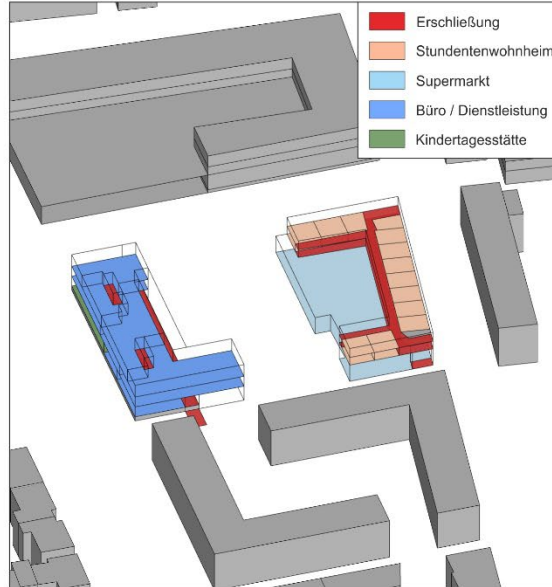 Erschließung
Stundentenwohnheim
Supermarkt
Büro / Dienstleistung
Kindertagesstätte